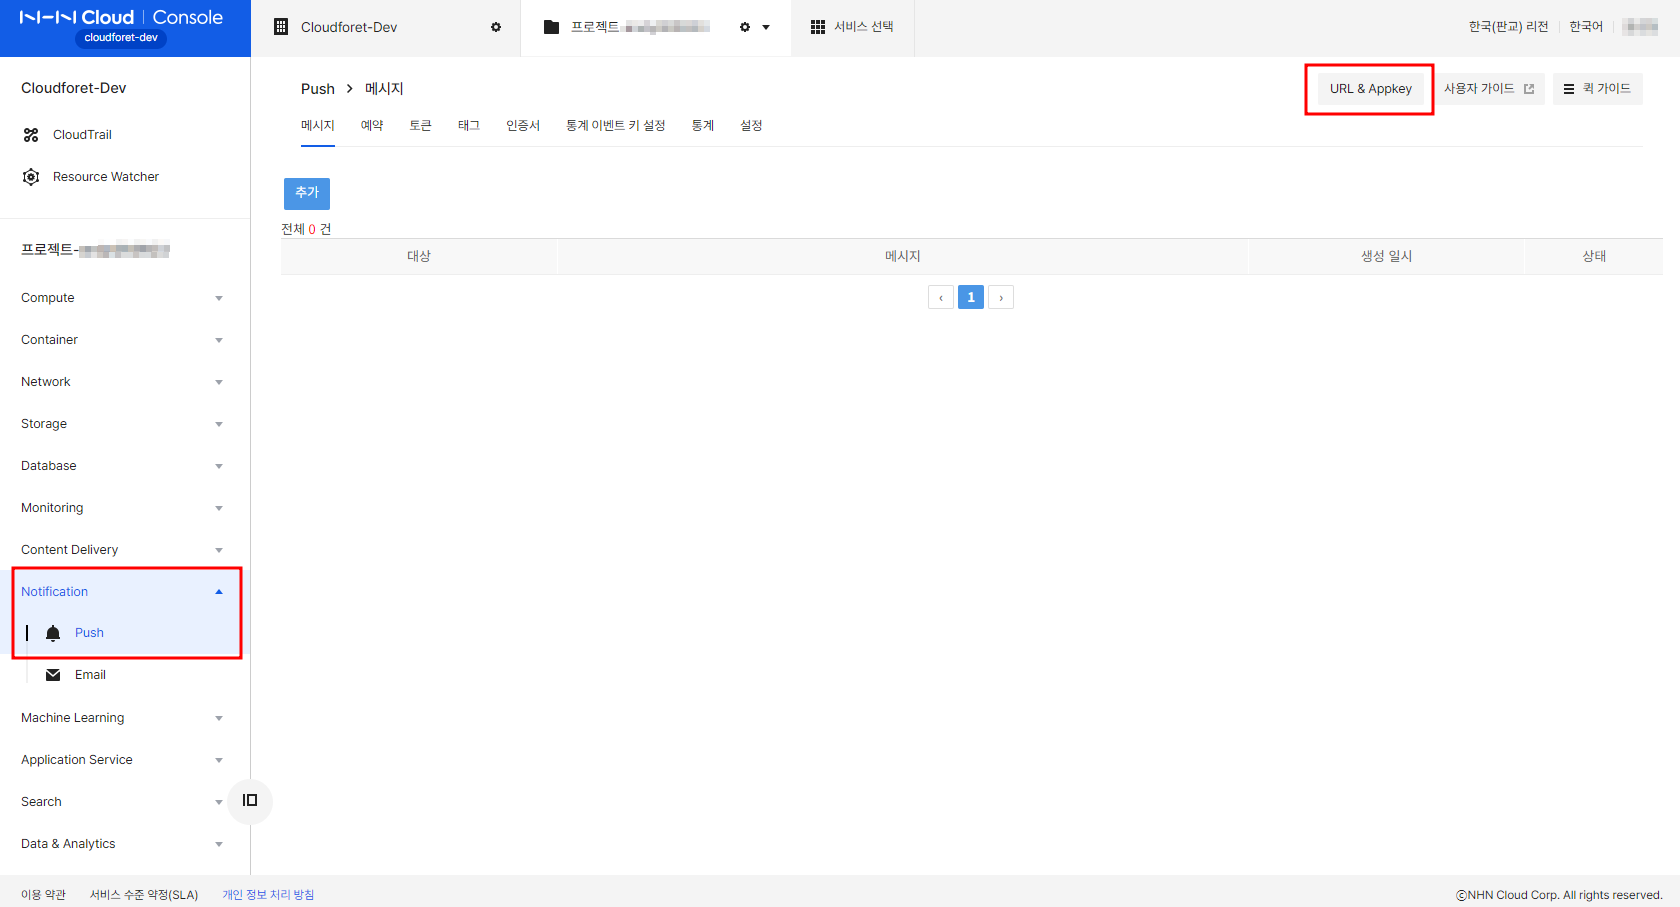 NHN Cloud | Console
cloudforet-dev
Cloudforet-Dev
프로젝트-
서비스 선택
한국(판교) 리전
한국어
Cloudforet-Dev
CloudTrail
Resource Watcher
프로젝트-
Compute
Container
Network
Storage
Database
Monitoring
Content Delivery
Notification
Push
Email
Machine Learning
Application Service
Search
Data & Analytics
Push > 메시지
URL & Appkey
사용자 가이드
퀵 가이드
메시지 예약 토큰 태그 인증서 통계 이벤트 키 설정 통계 설정
추가
전체 0 건
대상 메시지 생성 일시 상태
‹ 1 ›
이용 약관 서비스 수준 약정(SLA) 개인 정보 처리 방침
©NHN Cloud Corp. All rights reserved.